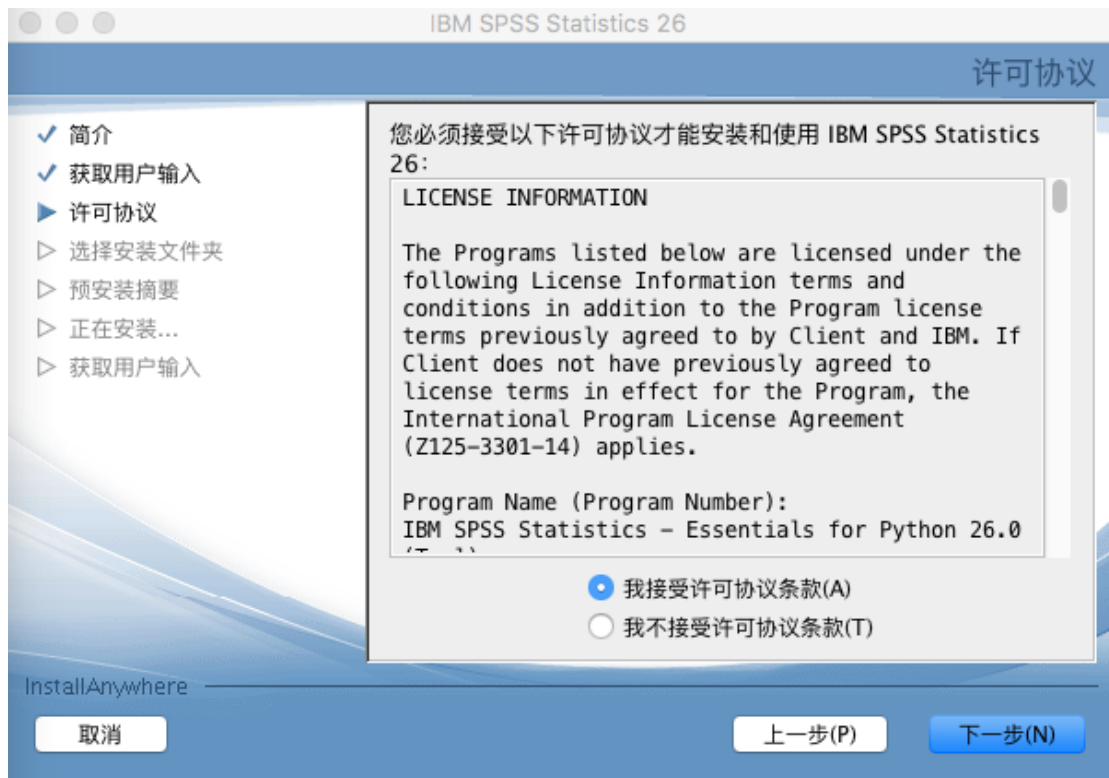 IBM SPSS Statistics 26
许可协议
简介
获取用户输入
许可协议
选择安装文件夹
预安装摘要
正在安装...
获取用户输入
您必须接受以下许可协议才能安装和使用 IBM SPSS Statistics
26:
LICENSE INFORMATION
The Programs listed below are licensed under the
following License Information terms and
conditions in addition to the Program license
terms previously agreed to by Client and IBM. If
Client does not have previously agreed to
license terms in effect for the Program, the
International Program License Agreement
(Z125-3301-14) applies.
Program Name (Program Number):
IBM SPSS Statistics – Essentials for Python 26.0
我接受许可协议条款(A)
我不接受许可协议条款(T)
InstallAnywhere
取消
上一步(P)
下一步(N)